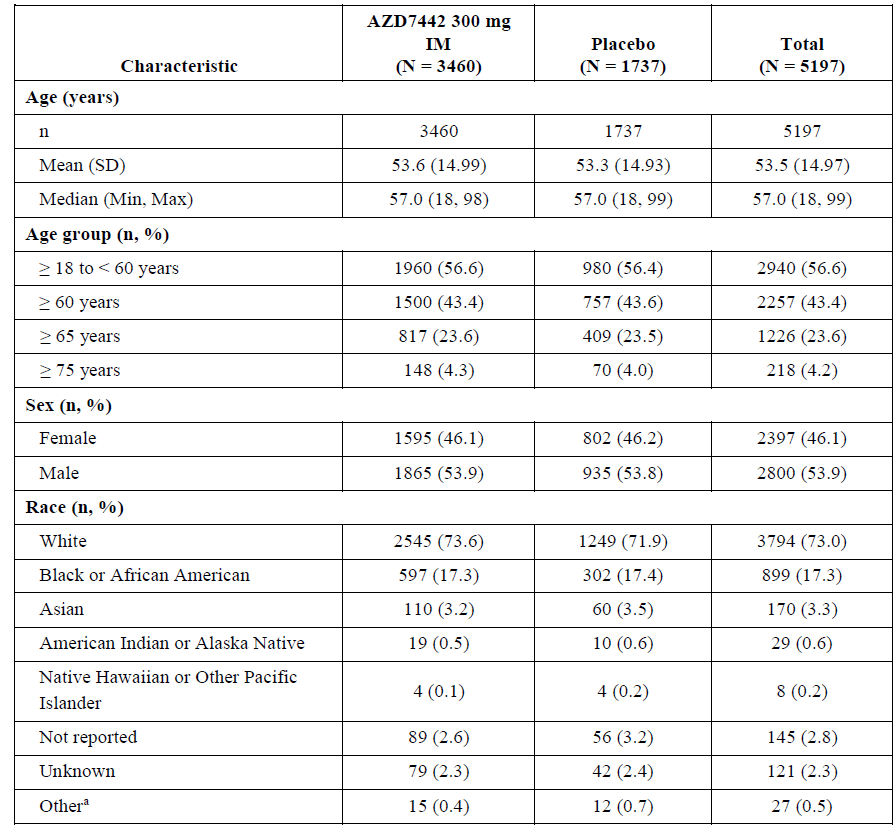 Characteristic AZD7442 300 mg IM (N = 3460) Placebo (N = 1737) Total (N = 5197)
Age (years)
n 3460 1737 5197
Mean (SD) 53.6 (14.99) 53.3 (14.93) 53.5 (14.97)
Median (Min, Max) 57.0 (18, 98) 57.0 (18, 99) 57.0 (18, 99)
Age group (n, %)
≥ 18 to < 60 years 1960 (56.6) 980 (56.4) 2940 (56.6)
≥ 60 years 1500 (43.4) 757 (43.6) 2257 (43.4)
≥ 65 years 817 (23.6) 409 (23.5) 1226 (23.6)
≥ 75 years 148 (4.3) 70 (4.0) 218 (4.2)
Sex (n, %)
Female 1595 (46.1) 802 (46.2) 2397 (46.1)
Male 1865 (53.9) 935 (53.8) 2800 (53.9)
Race (n, %)
White 2545 (73.6) 1249 (71.9) 3794 (73.0)
Black or African American 597 (17.3) 302 (17.4) 899 (17.3)
Asian 110 (3.2) 60 (3.5) 170 (3.3)
American Indian or Alaska Native 19 (0.5) 10 (0.6) 29 (0.6)
Native Hawaiian or Other Pacific Islander 4 (0.1) 4 (0.2) 8 (0.2)
Not reported 89 (2.6) 56 (3.2) 145 (2.8)
Unknown 79 (2.3) 42 (2.4) 121 (2.3)
Otherᵃ 15 (0.4) 12 (0.7) 27 (0.5)